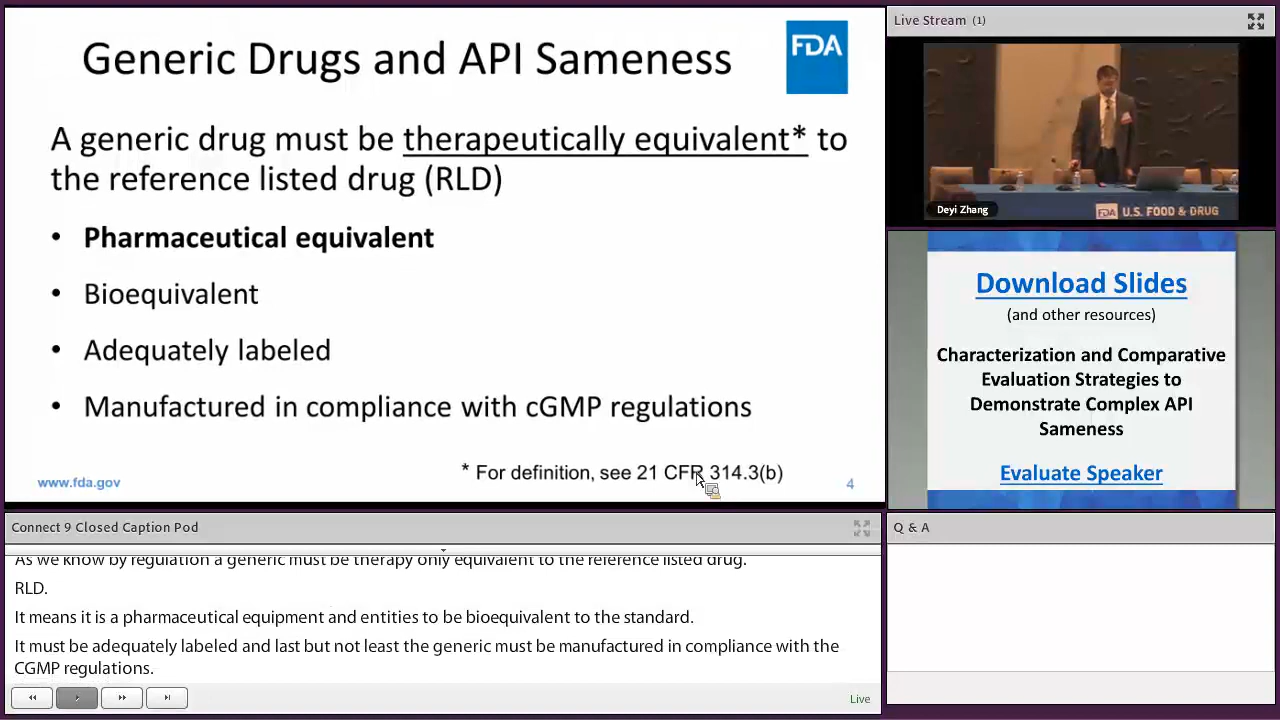 Generic Drugs and API Sameness
FDA
A generic drug must be therapeutically equivalent* to
the reference listed drug (RLD)
• Pharmaceutical equivalent
• Bioequivalent
• Adequately labeled
• Manufactured in compliance with cGMP regulations
* For definition, see 21 CFR 314.3(b)
www.fda.gov
4
Live Stream (1)
Deyi Zhang
FDA U.S. FOOD & DRUG
Download Slides
(and other resources)
Characterization and Comparative
Evaluation Strategies to
Demonstrate Complex API
Sameness
Evaluate Speaker
Connect 9 Closed Caption Pod
As we know by regulation a generic must be therapy only equivalent to the reference listed drug.
RLD.
It means it is a pharmaceutical equipment and entities to be bioequivalent to the standard.
It must be adequately labeled and last but not least the generic must be manufactured in compliance with the
CGMP regulations.
Live
Q & A